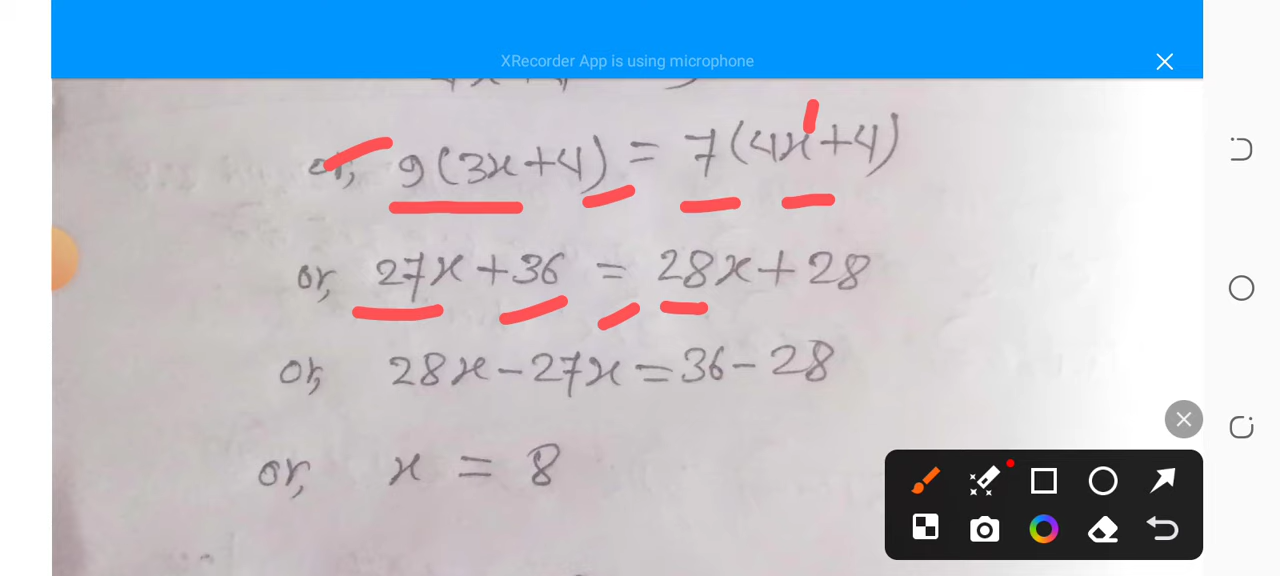 XRecorder App is using microphone
or, 9(3x+4) = 7(4x+4)
or, 27x+36 = 28x+28
or, 28x-27x=36-28
or, x = 8